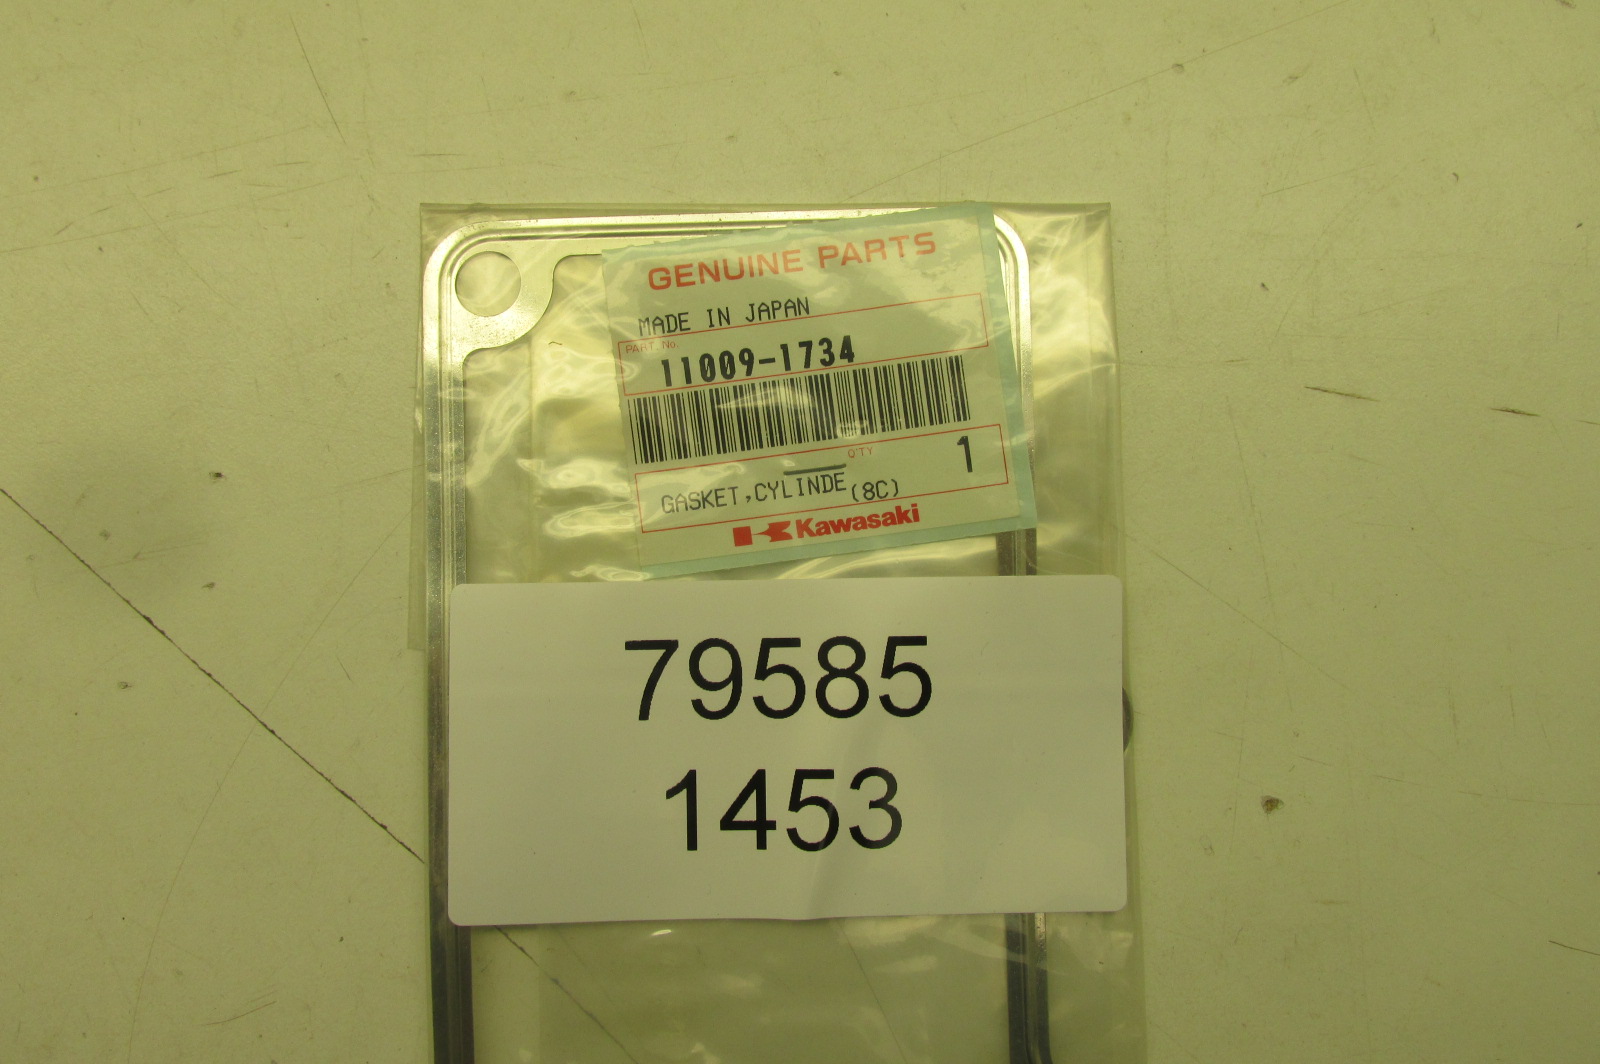 GENUINE PARTS
MADE IN JAPAN
PART. No.
11009-1734
Q'TY
1
GASKET,CYLINDE(8C)
Kawasaki
79585
1453